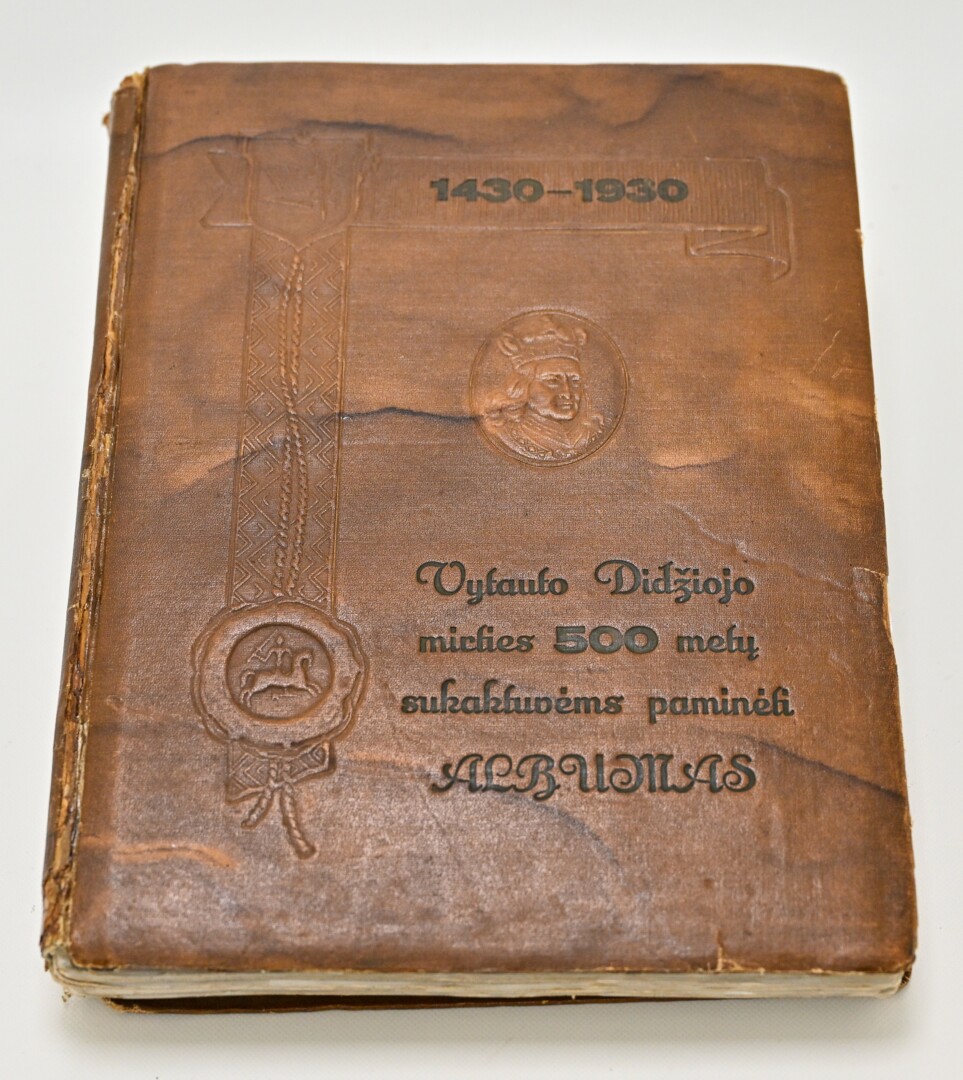 1430-1930
Vytauto Didžiojo
mirties 500 metų
sukaktuvėms paminėti
ALBUMAS